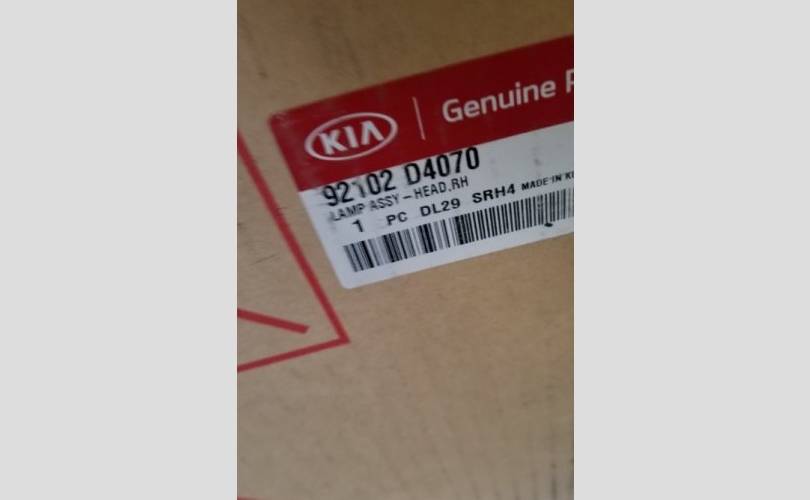 KIA | Genuine
92102 D4070
LAMP ASSY-HEAD,RH
1 PC DL29 SRH4 MADE IN